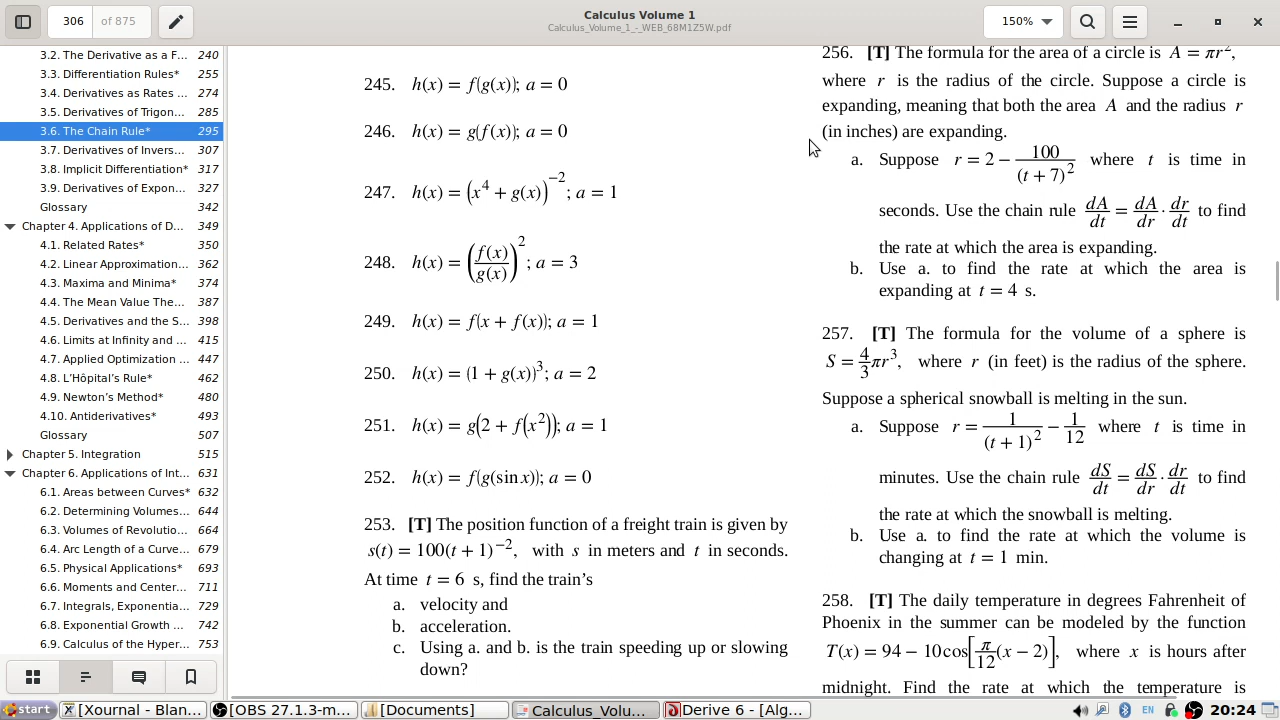 306 of 875
Calculus Volume 1
Calculus_Volume_1_-_WEB_68M1Z5W.pdf
150%
3.2. The Derivative as a F... 240
3.3. Differentiation Rules* 255
3.4. Derivatives as Rates ... 274
3.5. Derivatives of Trigon... 285
3.6. The Chain Rule* 295
3.7. Derivatives of Invers... 307
3.8. Implicit Differentiation* 317
3.9. Derivatives of Expon... 327
Glossary 342
Chapter 4. Applications of D... 349
4.1. Related Rates* 350
4.2. Linear Approximation... 362
4.3. Maxima and Minima* 374
4.4. The Mean Value The... 387
4.5. Derivatives and the S... 398
4.6. Limits at Infinity and ... 415
4.7. Applied Optimization ... 447
4.8. L'Hôpital's Rule* 462
4.9. Newton's Method* 480
4.10. Antiderivatives* 493
Glossary 507
Chapter 5. Integration 515
Chapter 6. Applications of Int... 631
6.1. Areas between Curves* 632
6.2. Determining Volumes... 644
6.3. Volumes of Revolutio... 664
6.4. Arc Length of a Curve... 679
6.5. Physical Applications* 693
6.6. Moments and Center... 711
6.7. Integrals, Exponentia... 729
6.8. Exponential Growth ... 742
6.9. Calculus of the Hyper... 753
245. h(x) = f(g(x)); a = 0
246. h(x) = g(f(x)); a = 0
247. h(x) = (x⁴ + g(x))⁻²; a = 1
248. h(x) = (f(x)/g(x))²; a = 3
249. h(x) = f(x + f(x)); a = 1
250. h(x) = (1 + g(x))³; a = 2
251. h(x) = g(2 + f(x²)); a = 1
252. h(x) = f(g(sin x)); a = 0
253. [T] The position function of a freight train is given by
s(t) = 100(t + 1)⁻², with s in meters and t in seconds.
At time t = 6 s, find the train's
a. velocity and
b. acceleration.
c. Using a. and b. is the train speeding up or slowing
down?
256. [T] The formula for the area of a circle is A = πr²,
where r is the radius of the circle. Suppose a circle is
expanding, meaning that both the area A and the radius r
(in inches) are expanding.
a. Suppose r = 2 − 100/(t + 7)² where t is time in
seconds. Use the chain rule dA/dt = dA/dr · dr/dt to find
the rate at which the area is expanding.
b. Use a. to find the rate at which the area is
expanding at t = 4 s.
257. [T] The formula for the volume of a sphere is
S = 4/3πr³, where r (in feet) is the radius of the sphere.
Suppose a spherical snowball is melting in the sun.
a. Suppose r = 1/(t + 1)² − 1/12 where t is time in
minutes. Use the chain rule dS/dt = dS/dr · dr/dt to find
the rate at which the snowball is melting.
b. Use a. to find the rate at which the volume is
changing at t = 1 min.
258. [T] The daily temperature in degrees Fahrenheit of
Phoenix in the summer can be modeled by the function
T(x) = 94 − 10cos[π/12(x − 2)], where x is hours after
midnight. Find the rate at which the temperature is
start [Xournal - Blan... [OBS 27.1.3-m... [Documents] Calculus_Volu... Derive 6 - [Alg... EN 20:24